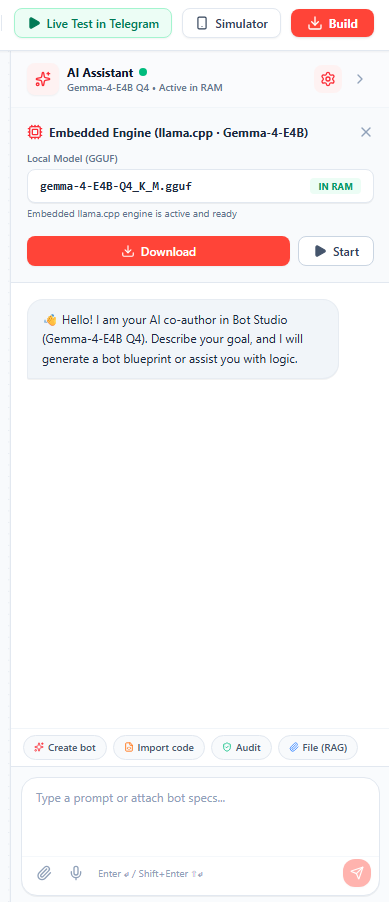 Live Test in Telegram
Simulator
Build
AI Assistant
Gemma-4-E4B Q4 • Active in RAM
Embedded Engine (llama.cpp · Gemma-4-E4B)
Local Model (GGUF)
gemma-4-E4B-Q4_K_M.gguf
IN RAM
Embedded llama.cpp engine is active and ready
Download
Start
👋 Hello! I am your AI co-author in Bot Studio
(Gemma-4-E4B Q4). Describe your goal, and I will
generate a bot blueprint or assist you with logic.
Create bot
Import code
Audit
File (RAG)
Type a prompt or attach bot specs...
Enter ↲ / Shift+Enter ⇧↲